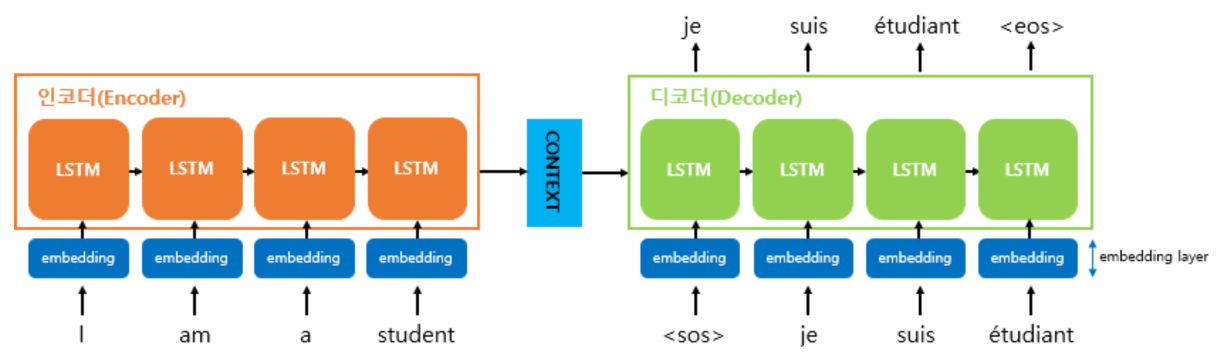 je suis étudiant <eos>
인코더(Encoder)
디코더(Decoder)
LSTM LSTM LSTM LSTM
CONTEXT
LSTM LSTM LSTM LSTM
embedding embedding embedding embedding
embedding embedding embedding embedding
embedding layer
I am a student
<sos> je suis étudiant